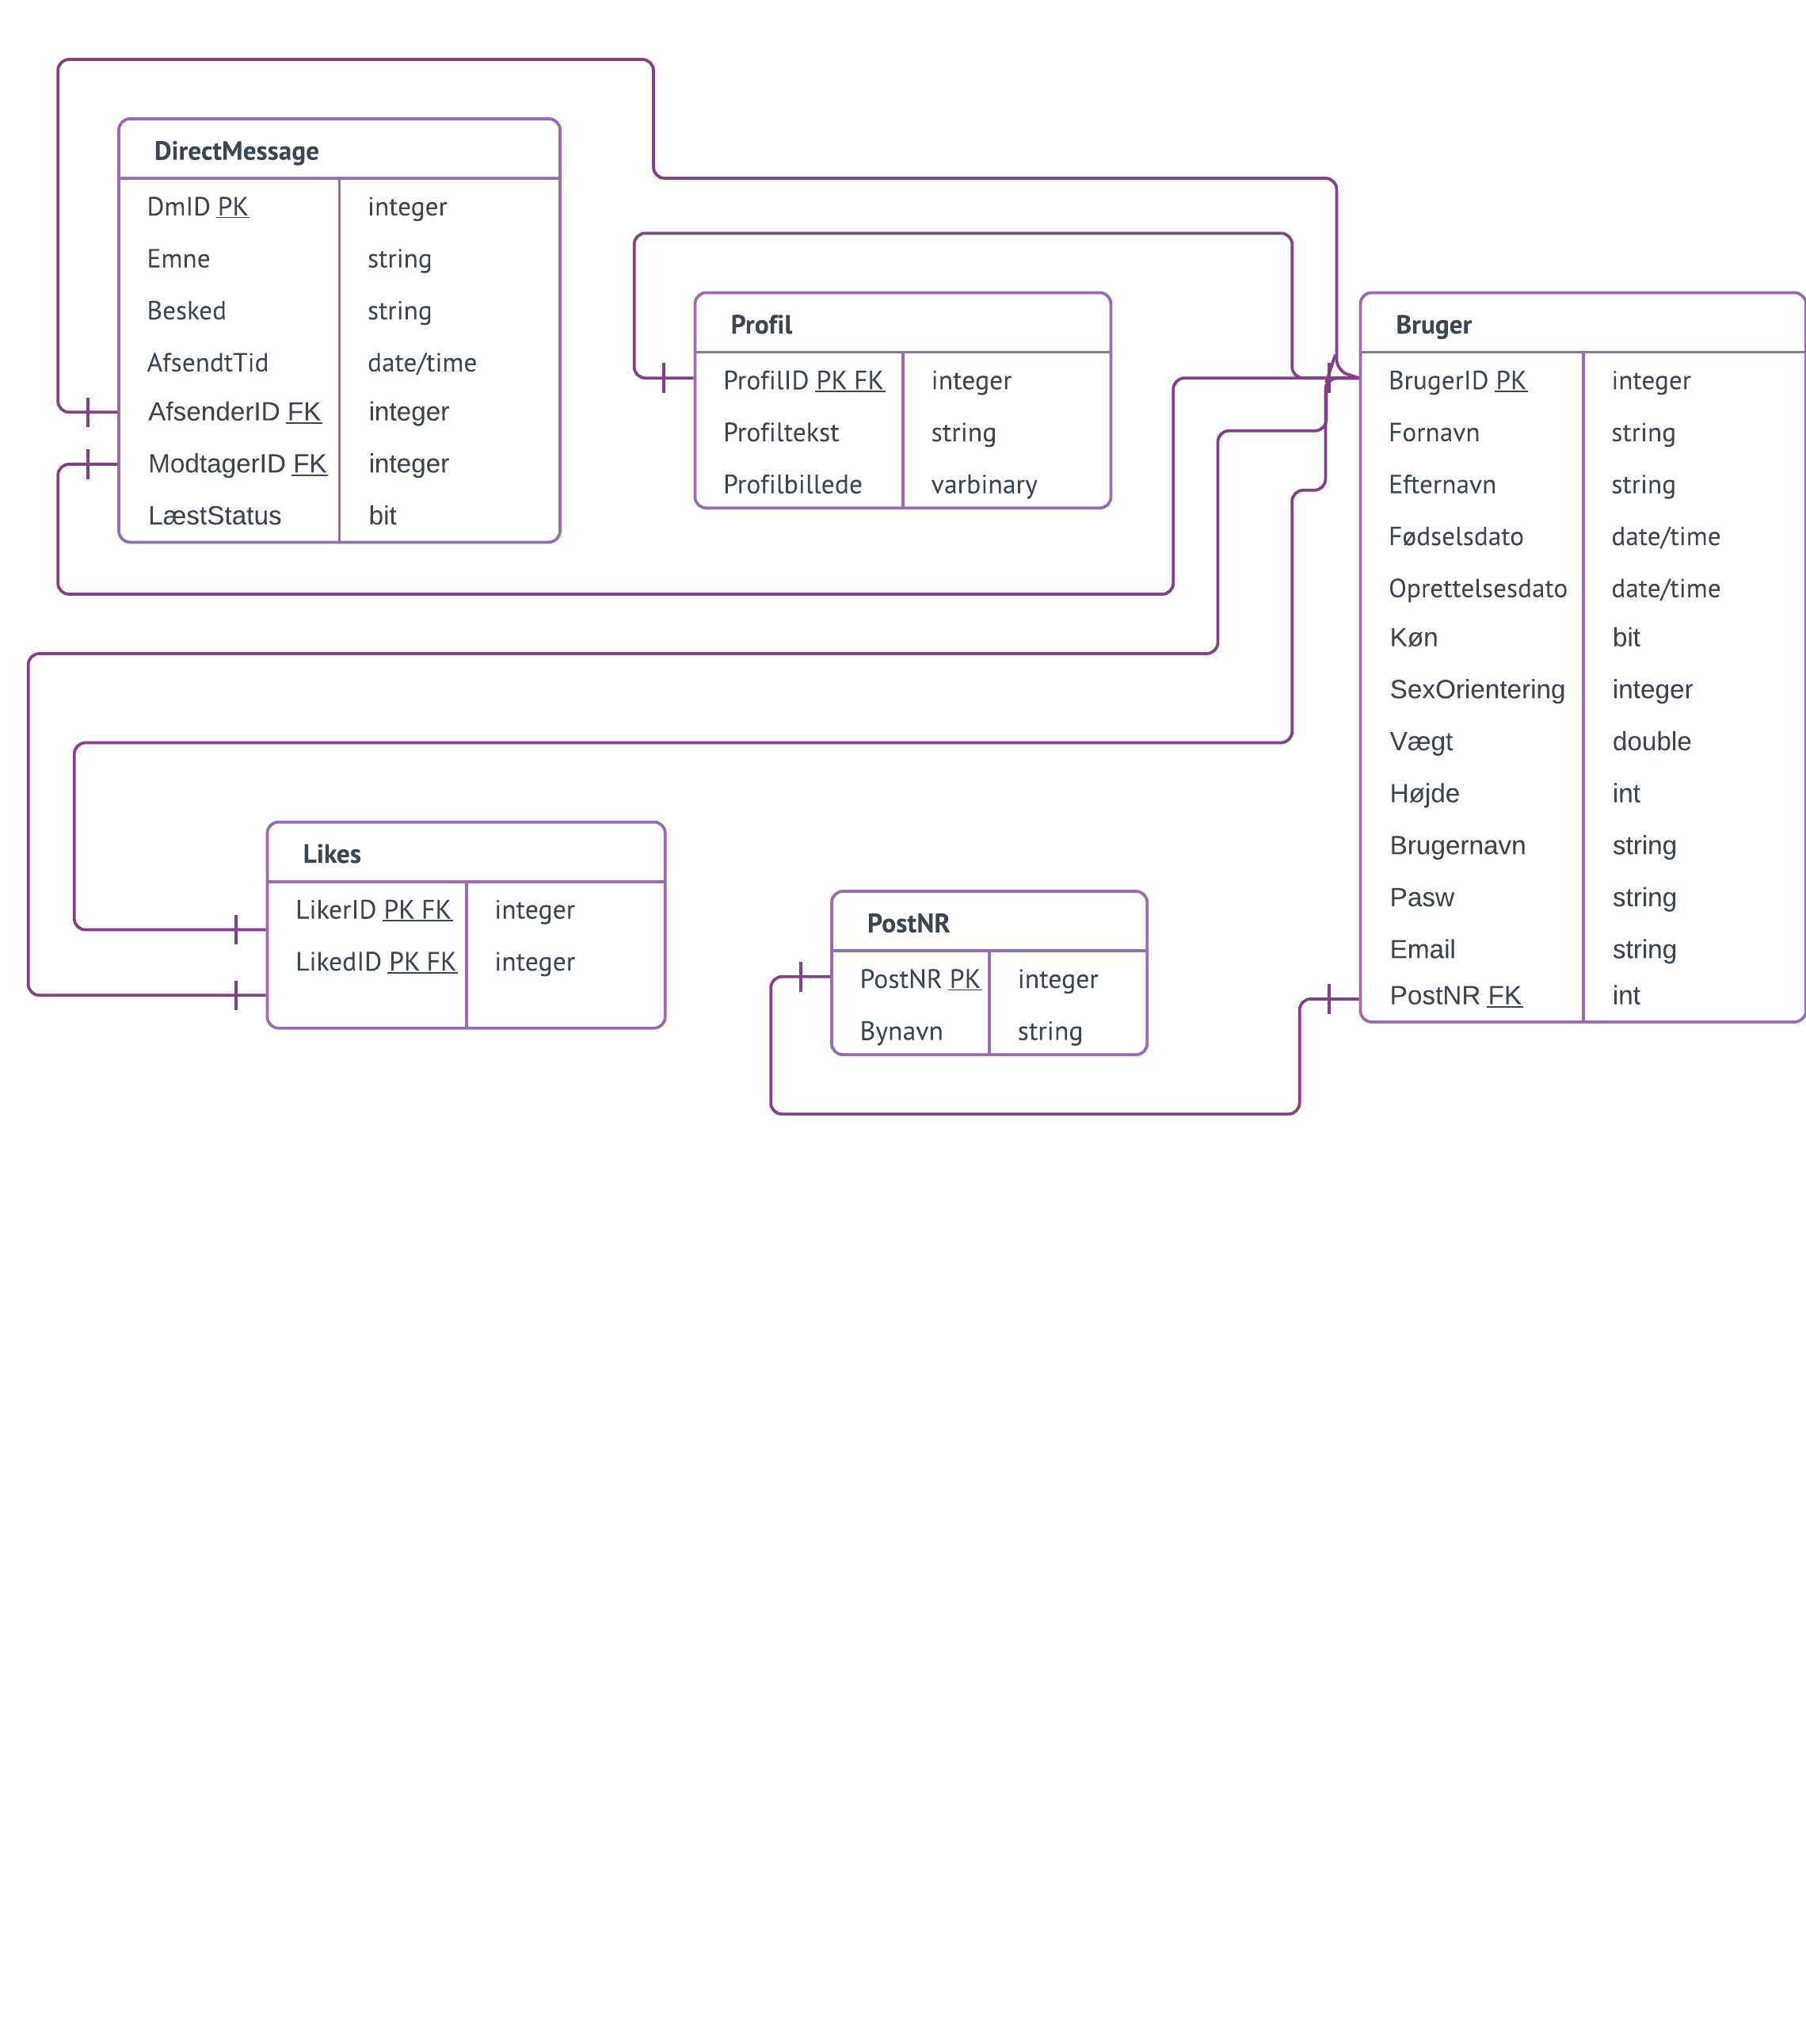 DirectMessage
DmID PK integer
Emne string
Besked string
AfsendtTid date/time
AfsenderID FK integer
ModtagerID FK integer
LæstStatus bit
Profil
ProfilID PK FK integer
Profiltekst string
Profilbillede varbinary
Bruger
BrugerID PK integer
Fornavn string
Efternavn string
Fødselsdato date/time
Oprettelsesdato date/time
Køn bit
SexOrientering integer
Vægt double
Højde int
Brugernavn string
Pasw string
Email string
PostNR FK int
Likes
LikerID PK FK integer
LikedID PK FK integer
PostNR
PostNR PK integer
Bynavn string